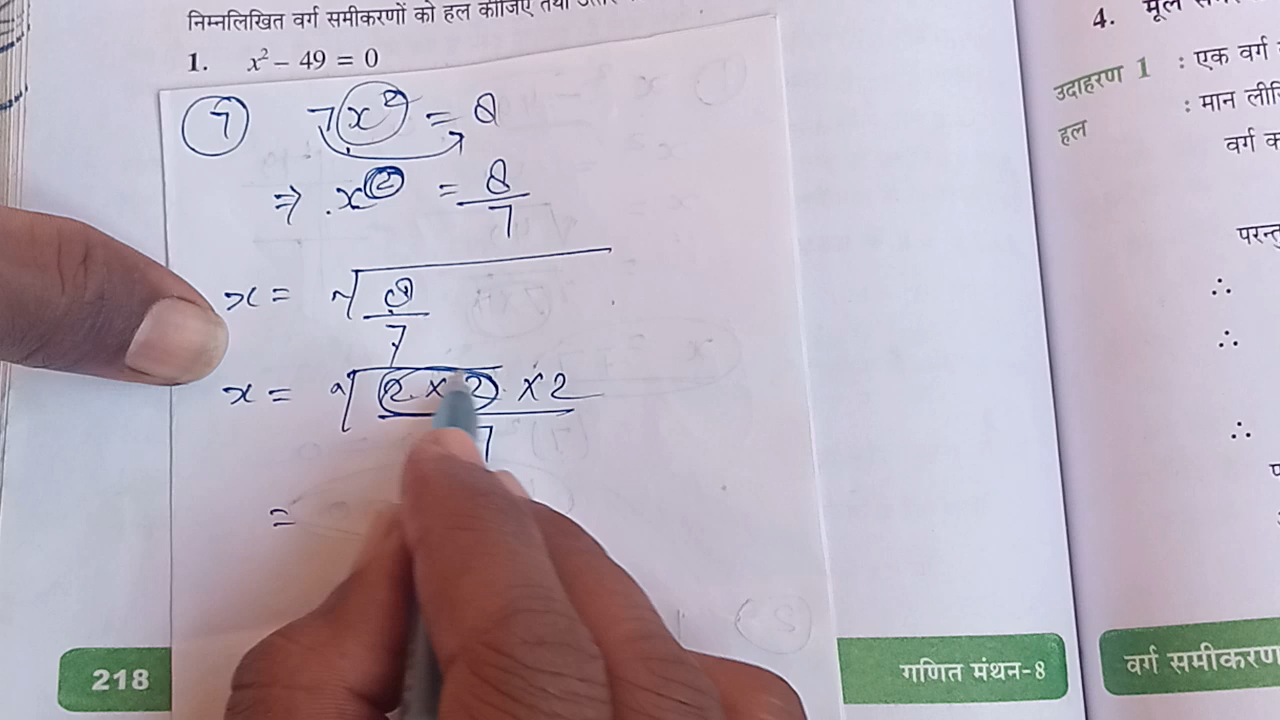 निम्नलिखित वर्ग समीकरणों को हल कीजिए तथा
1. x² – 49 = 0
7 7x² = 8
⇒ x² = 8/7
x = √8/7
x = √2 × 2 × 2/7
=
218
गणित मंथन-8
4. मूल
उदाहरण 1 : एक वर्ग
हल : मान
वर्ग
परन्तु
∴
∴
∴
वर्ग समीकरण